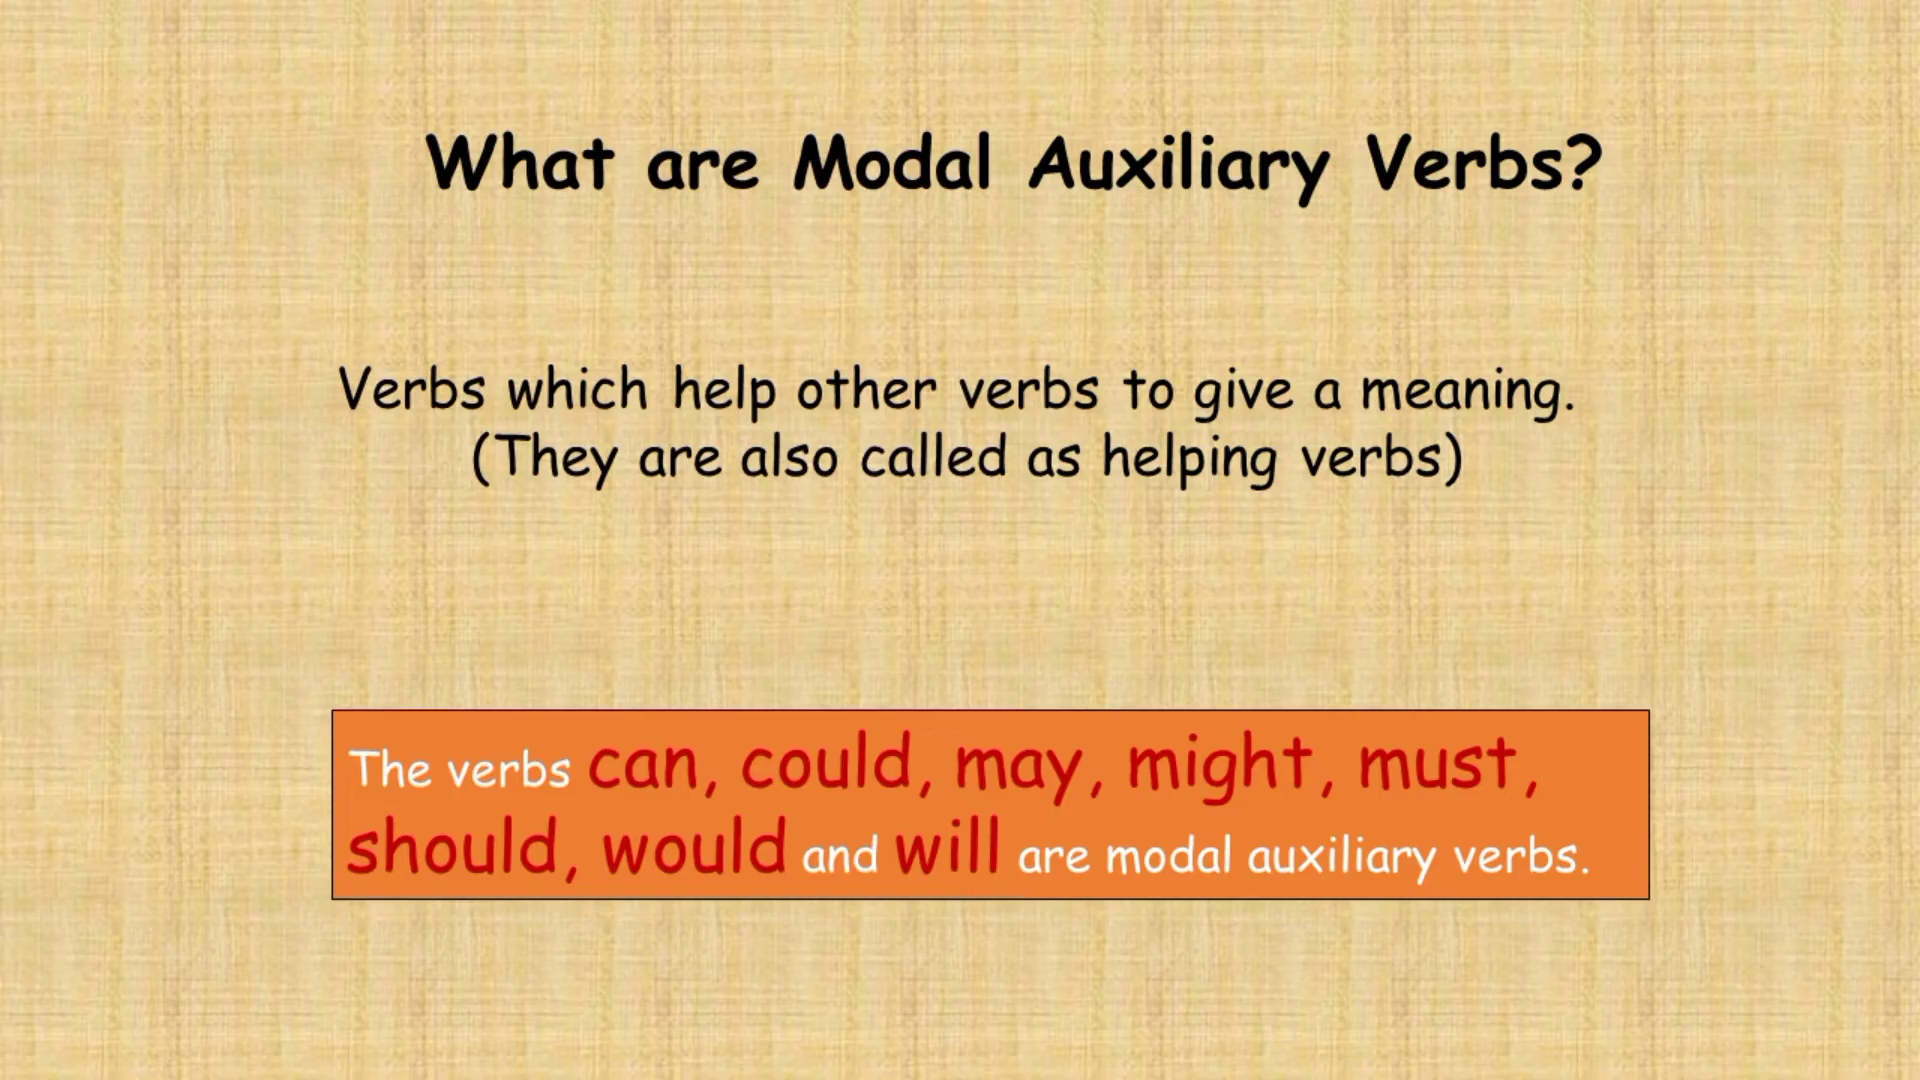 What are Modal Auxiliary Verbs?
Verbs which help other verbs to give a meaning.
(They are also called as helping verbs)
The verbs can, could, may, might, must,
should, would and will are modal auxiliary verbs.